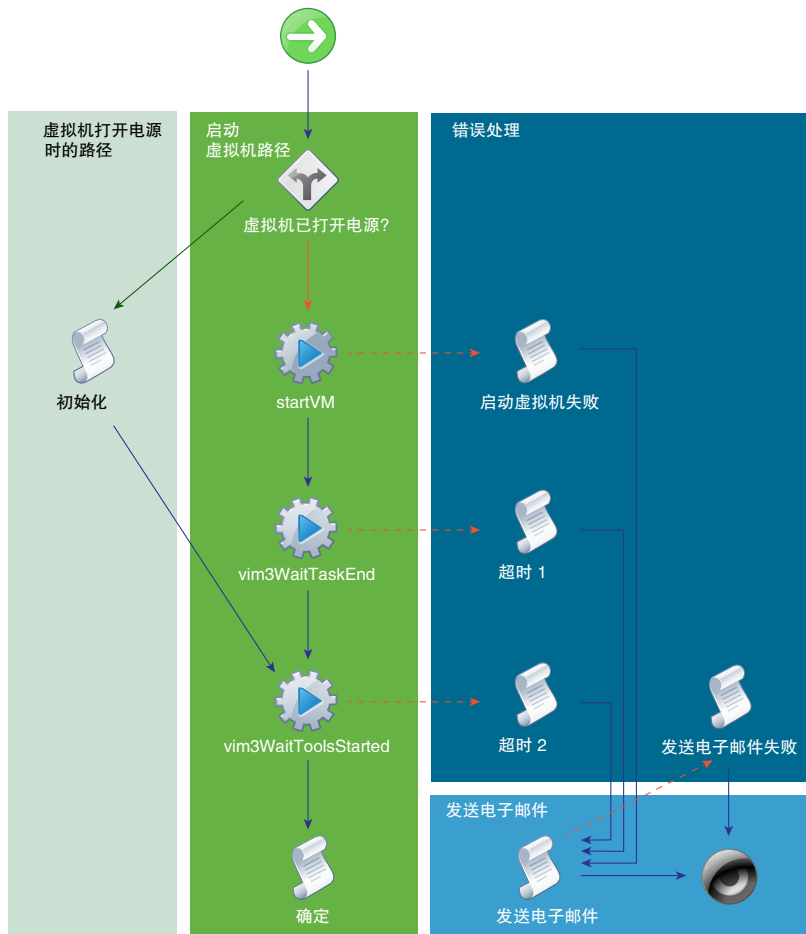 虚拟机打开电源
时的路径
启动
虚拟机路径
错误处理
虚拟机已打开电源?
初始化
startVM
启动虚拟机失败
vim3WaitTaskEnd
超时 1
vim3WaitToolsStarted
超时 2
发送电子邮件失败
发送电子邮件
确定
发送电子邮件